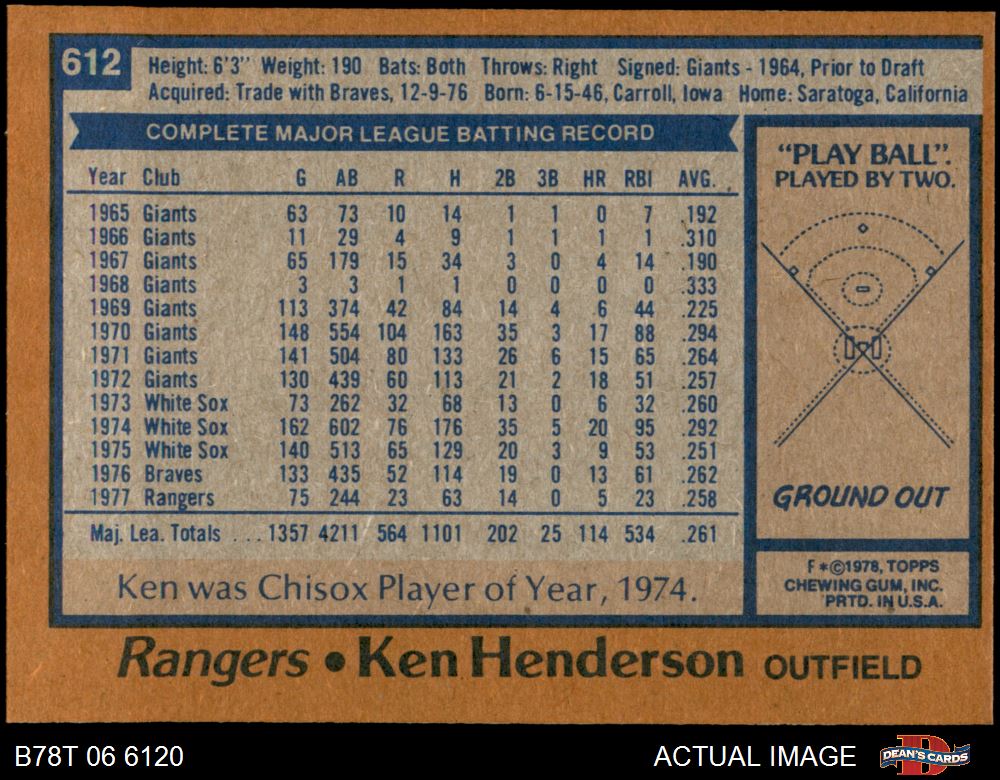 612
Height: 6'3" Weight: 190 Bats: Both Throws: Right Signed: Giants - 1964, Prior to Draft
Acquired: Trade with Braves, 12-9-76 Born: 6-15-46, Carroll, Iowa Home: Saratoga, California
COMPLETE MAJOR LEAGUE BATTING RECORD
Year Club G AB R H 2B 3B HR RBI AVG.
1965 Giants 63 73 10 14 1 1 0 7 .192
1966 Giants 11 29 4 9 1 1 1 1 .310
1967 Giants 65 179 15 34 3 0 4 14 .190
1968 Giants 3 3 1 1 0 0 0 0 .333
1969 Giants 113 374 42 84 14 4 6 44 .225
1970 Giants 148 554 104 163 35 3 17 88 .294
1971 Giants 141 504 80 133 26 6 15 65 .264
1972 Giants 130 439 60 113 21 2 18 51 .257
1973 White Sox 73 262 32 68 13 0 6 32 .260
1974 White Sox 162 602 76 176 35 5 20 95 .292
1975 White Sox 140 513 65 129 20 3 9 53 .251
1976 Braves 133 435 52 114 19 0 13 61 .262
1977 Rangers 75 244 23 63 14 0 5 23 .258
Maj. Lea. Totals ... 1357 4211 564 1101 202 25 114 534 .261
Ken was Chisox Player of Year, 1974.
"PLAY BALL".
PLAYED BY TWO.
GROUND OUT
F*©1978, TOPPS
CHEWING GUM, INC.
PRTD. IN U.S.A.
Rangers • Ken Henderson OUTFIELD
B78T 06 6120 ACTUAL IMAGE
D
DEAN'S CARDS